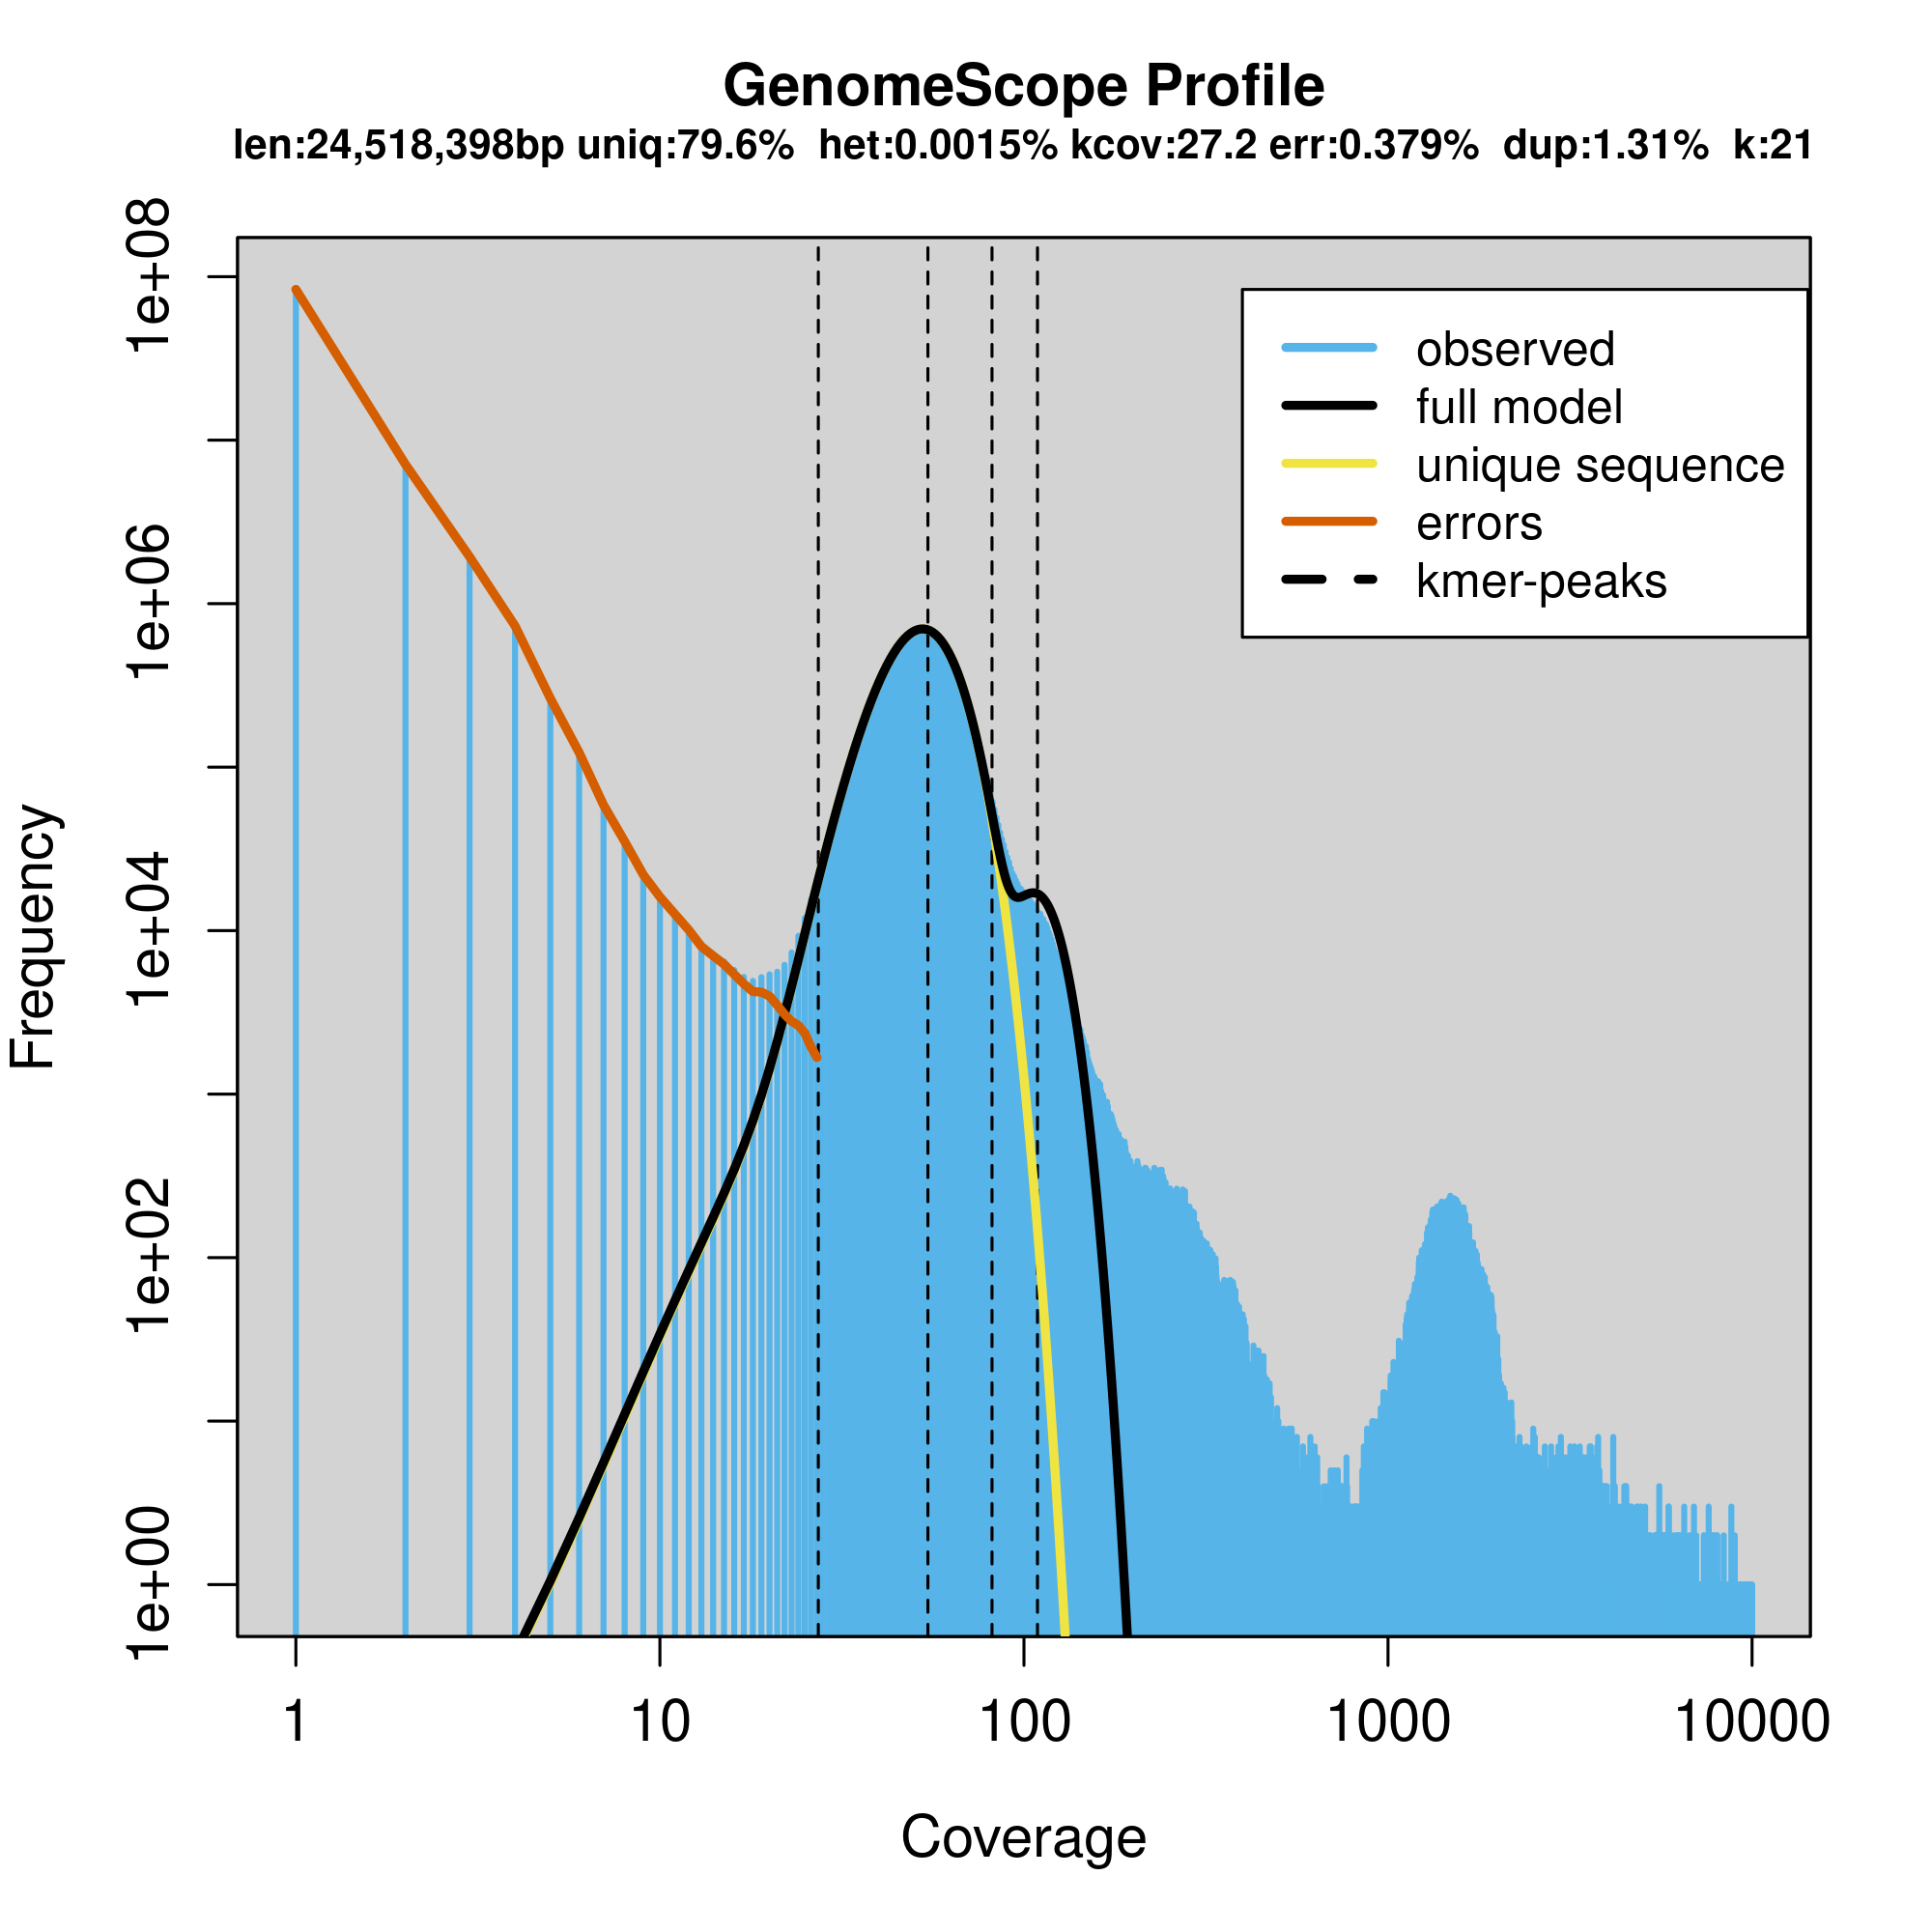 GenomeScope Profile
len:24,518,398bp uniq:79.6% het:0.0015% kcov:27.2 err:0.379% dup:1.31% k:21
1e+08
1e+06
1e+04
1e+02
1e+00
Frequency
observed
full model
unique sequence
errors
kmer-peaks
1
10
100
1000
10000
Coverage